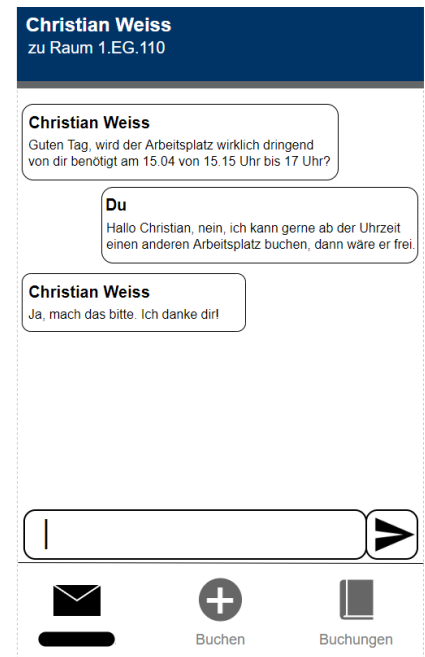 Christian Weiss
zu Raum 1.EG.110
Christian Weiss
Guten Tag, wird der Arbeitsplatz wirklich dringend
von dir benötigt am 15.04 von 15.15 Uhr bis 17 Uhr?
Du
Hallo Christian, nein, ich kann gerne ab der Uhrzeit
einen anderen Arbeitsplatz buchen, dann wäre er frei.
Christian Weiss
Ja, mach das bitte. Ich danke dir!
Buchen
Buchungen